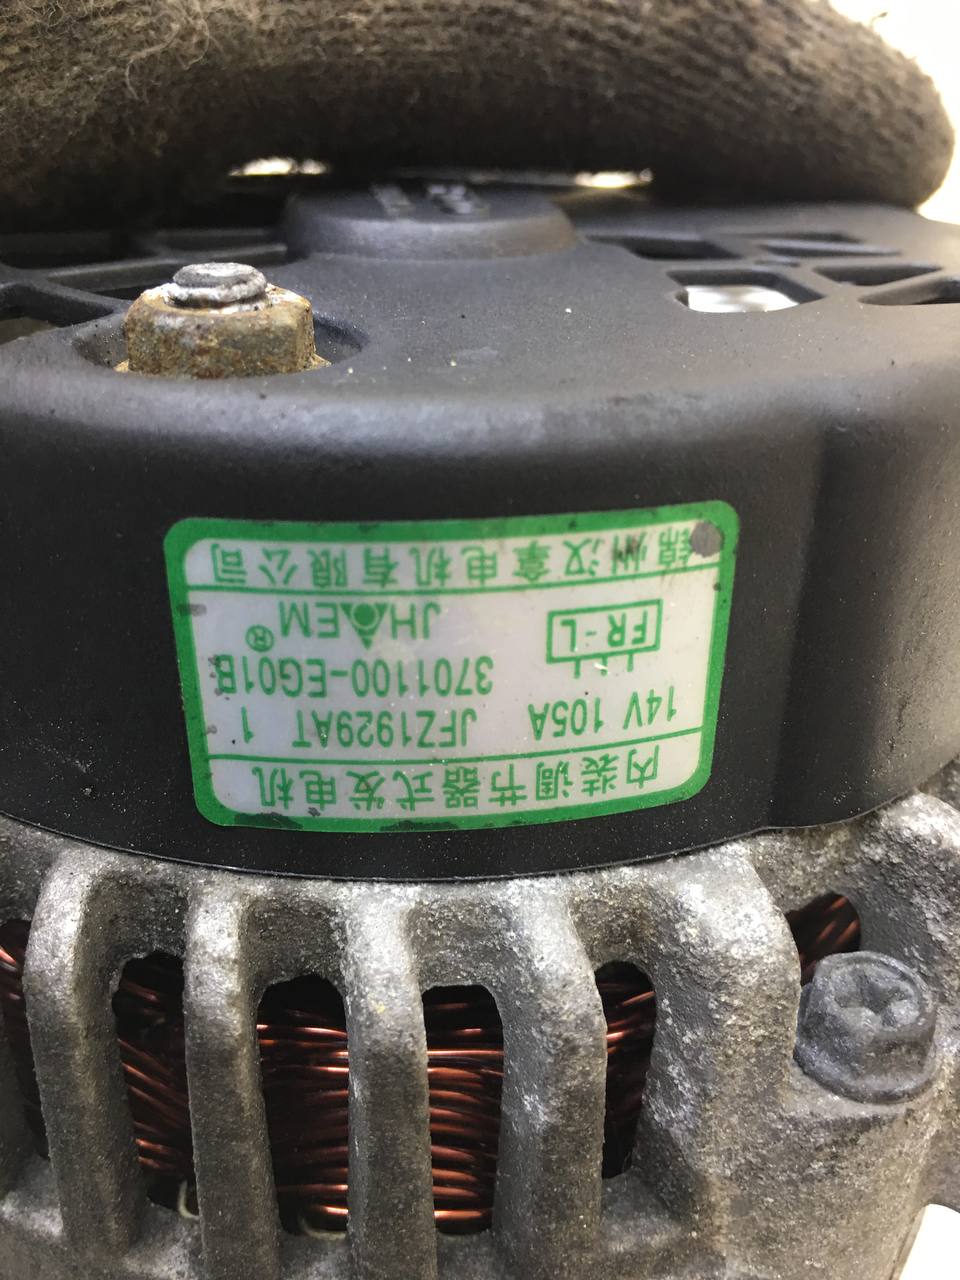 内装调节器式发电机
14V 105A JFZ1929AT 1
FR-L 3701100-EG01B
JHAEM ®
锦州汉拿电机有限公司